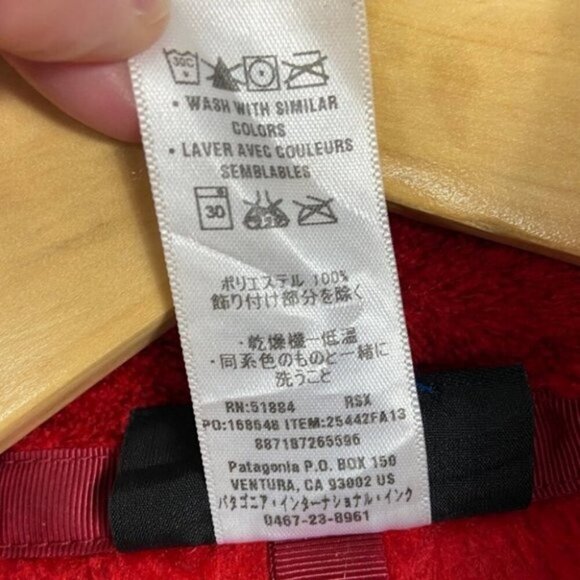 30C
• WASH WITH SIMILAR
COLORS
• LAVER AVEC COULEURS
SEMBLABLES
30
ポリエステル 100%
飾り付け部分を除く
・乾燥機一低温
・同系色のものと一緒に
洗うこと
RN:51884 RSX
PO:168648 ITEM:25442FA13
887187265596
Patagonia P.O. BOX 150
VENTURA, CA 93002 US
パタゴニア・インターナショナル・インク
0467-23-8961